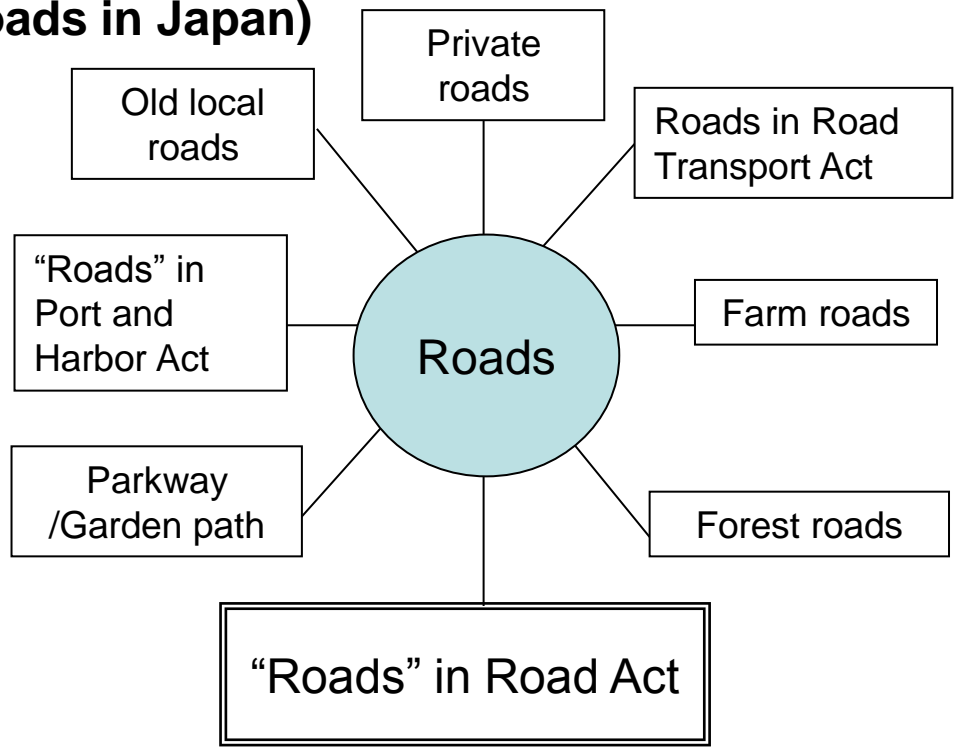 oads in Japan)
Private
roads
Old local
roads
Roads in Road
Transport Act
“Roads” in
Port and
Harbor Act
Roads
Farm roads
Parkway
/Garden path
Forest roads
“Roads” in Road Act